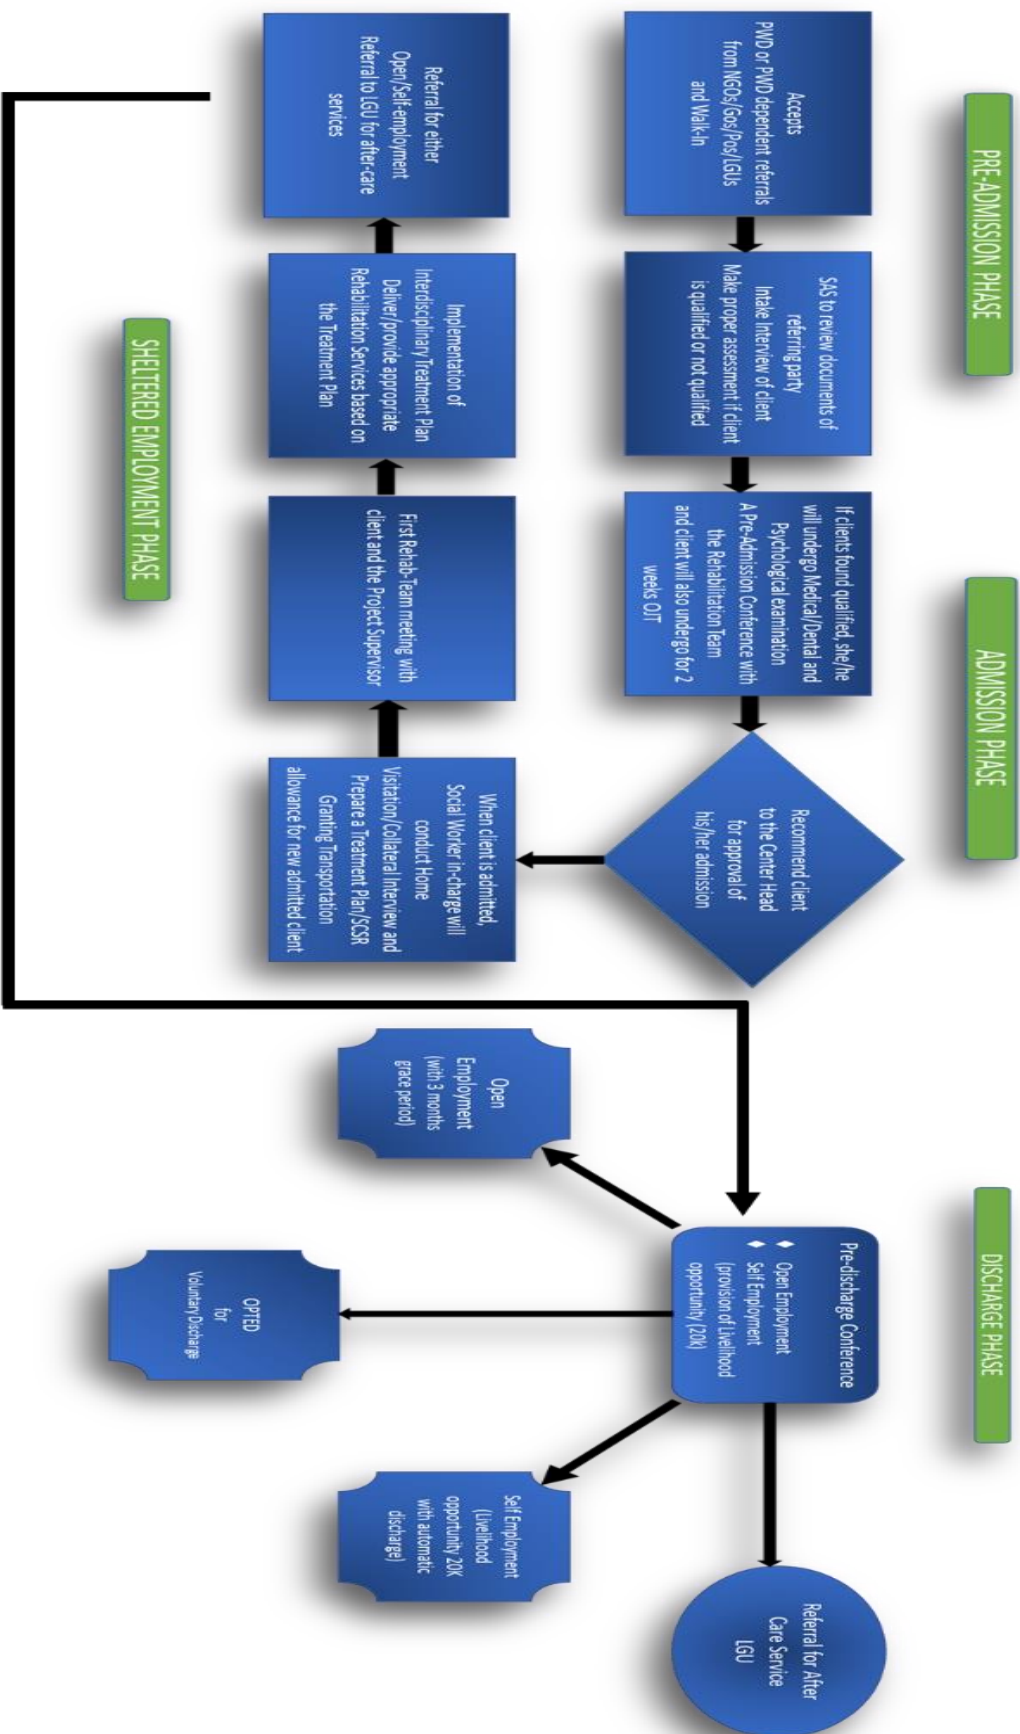 PRE-ADMISSION PHASE
ADMISSION PHASE
DISCHARGE PHASE
Accepts
PWD or PWD dependent referrals
from NGOs/Gos/Pos/LGUs
and Walk-In
SAS to review documents of
referring party
Intake Interview of client
Make proper assessment if client
is qualified or not qualified
If clients found qualified, she/he
will undergo Medical/Dental and
Psychological examination
A Pre-Admission Conference with
the Rehabilitation Team
and client will also undergo for 2
weeks OJT
Recommend client
to the Center Head
for approval of
his/her admission
When client is admitted,
Social Worker in-charge will
conduct Home
Visitation/Collateral Interview and
Prepare a Treatment Plan/SCSR
Granting Transportation
allowance for new admitted client
First Rehab-Team meeting with
client and the Project Supervisor
Implementation of
Interdisciplinary Treatment Plan
Deliver/provide appropriate
Rehabilitation Services based on
the Treatment Plan
Referral for either
Open/Self-employment
Referral to LGU for after-care
services
SHELTERED EMPLOYMENT PHASE
Pre-discharge Conference
♦ Open Employment
♦ Self Employment
(provision of Livelihood
opportunity (20k)
Referral for After
Care Service
LGU
Open
Employment
(with 3 months
grace period)
OPTED
for
Voluntary Discharge
Self Employment
(Livelihood
opportunity 20K
with automatic
discharge)